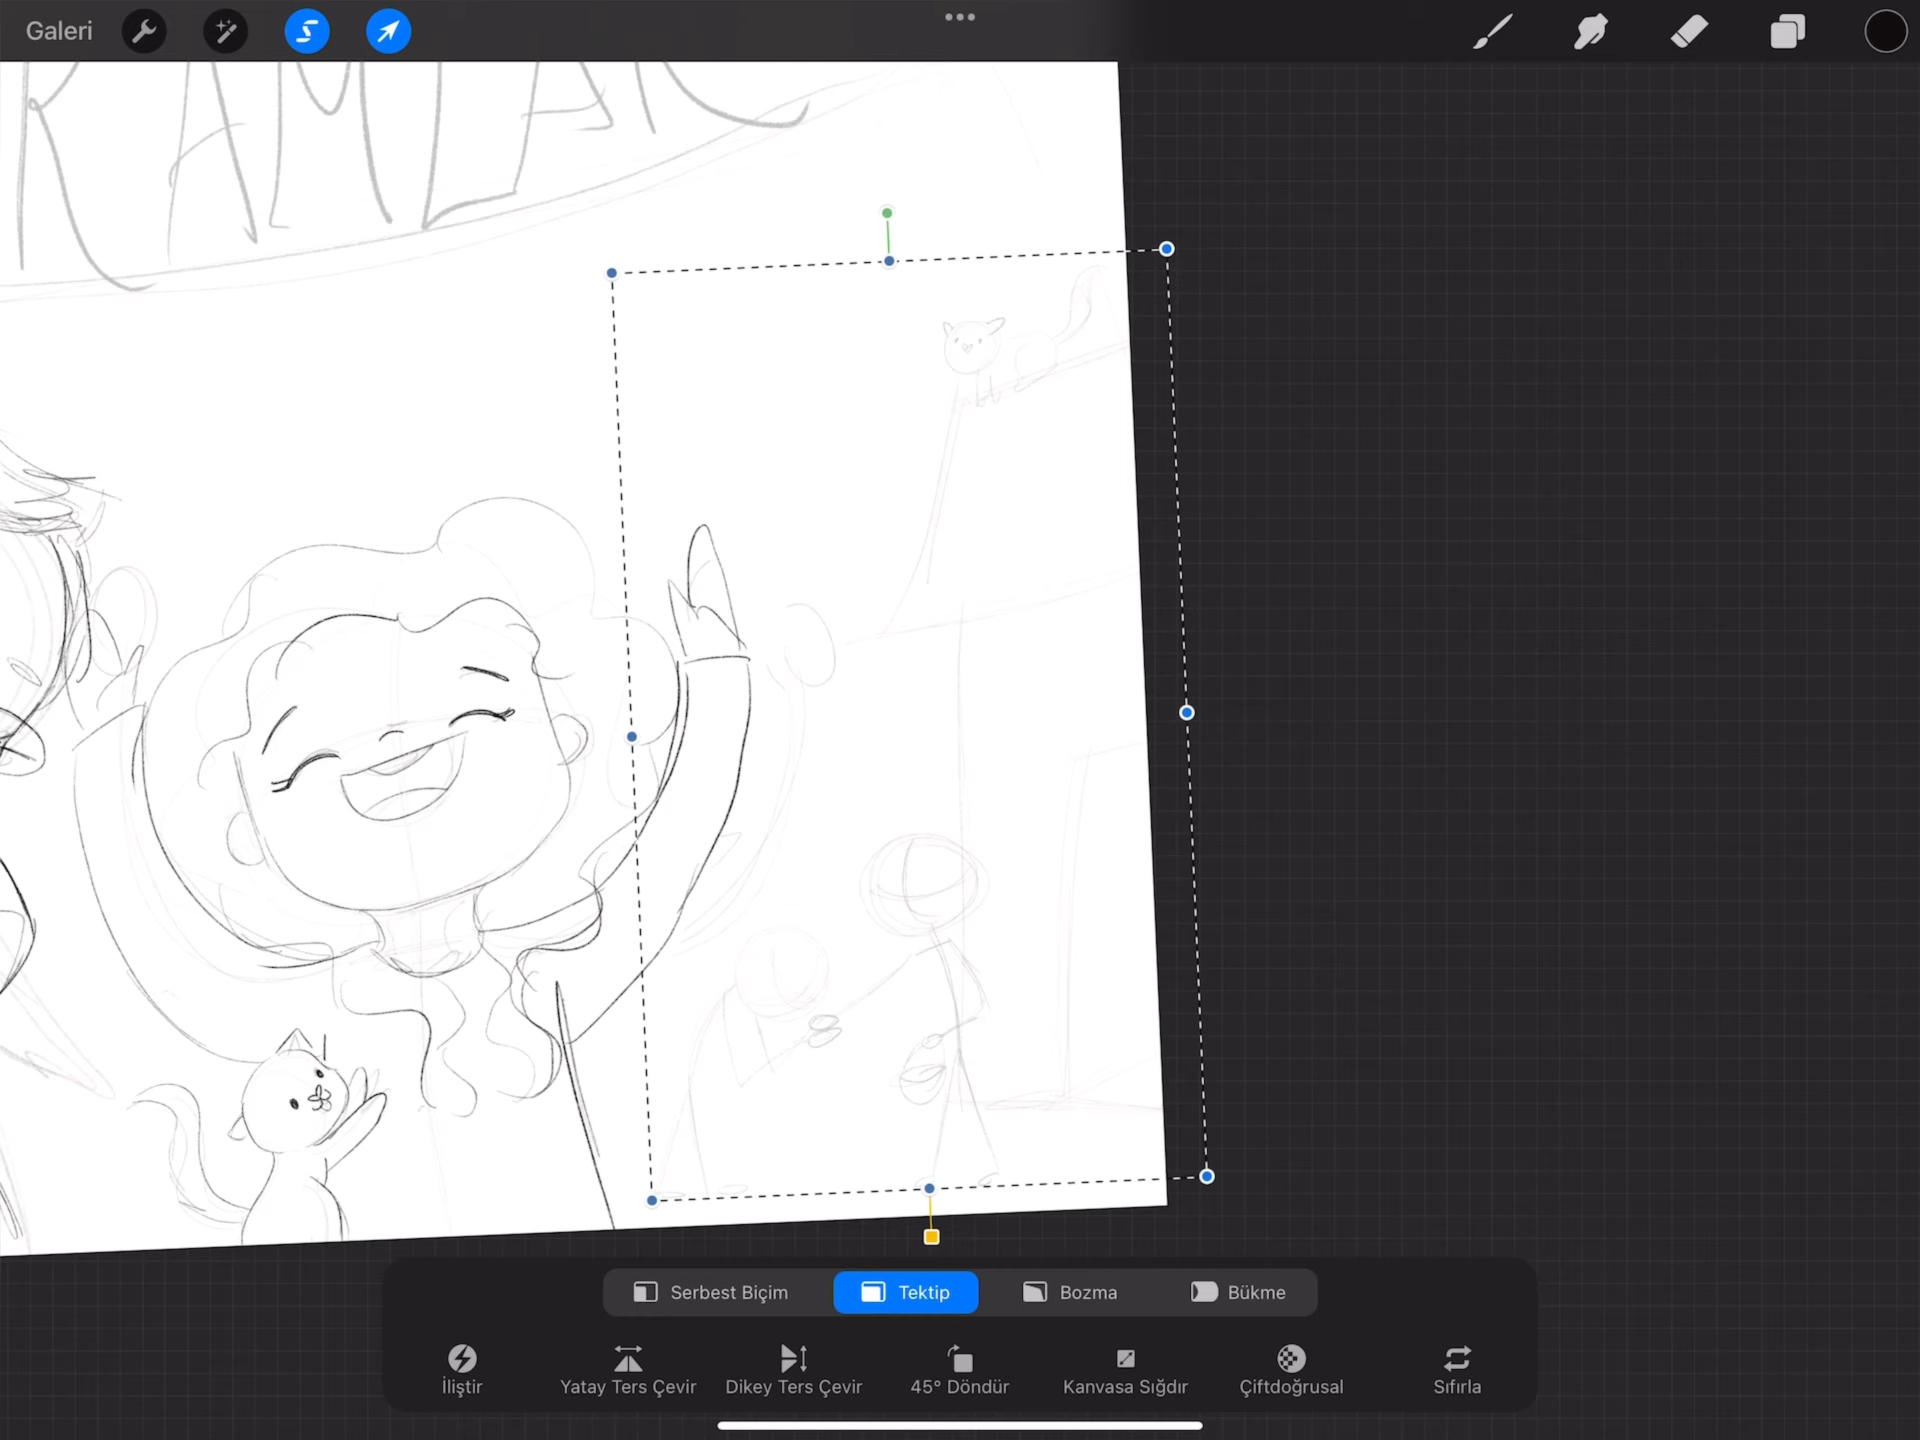 Galeri
RAMLAR
Serbest Biçim
Tektip
Bozma
Bükme
İliştir
Yatay Ters Çevir
Dikey Ters Çevir
45° Döndür
Kanvasa Sığdır
Çiftdoğrusal
Sıfırla